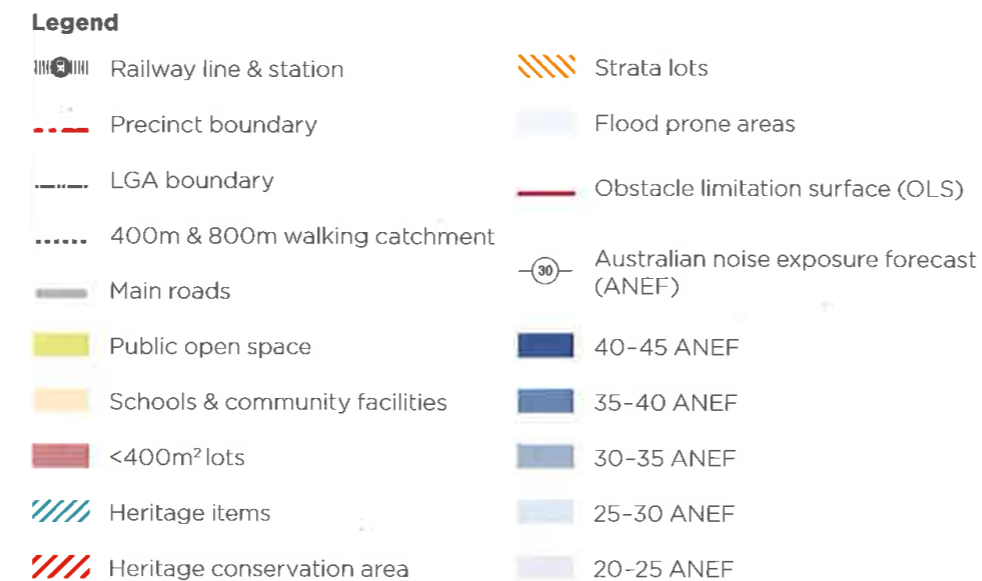 Legend
Railway line & station
Precinct boundary
LGA boundary
400m & 800m walking catchment
Main roads
Public open space
Schools & community facilities
<400m² lots
Heritage items
Heritage conservation area
Strata lots
Flood prone areas
Obstacle limitation surface (OLS)
30
Australian noise exposure forecast
(ANEF)
40-45 ANEF
35-40 ANEF
30-35 ANEF
25-30 ANEF
20-25 ANEF